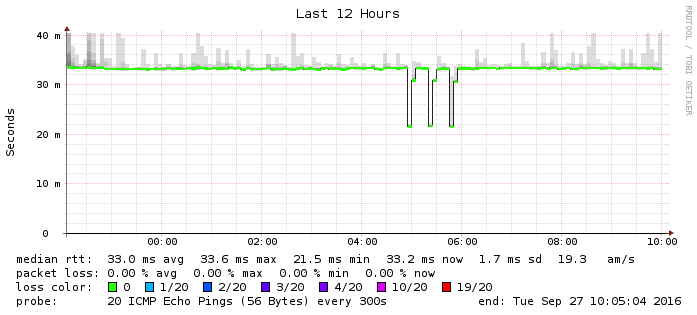 Last 12 Hours
RRDTOOL / TOBI OETIKER
Seconds
40 m
30 m
20 m
10 m
0
00:00 02:00 04:00 06:00 08:00 10:00
median rtt: 33.0 ms avg 33.6 ms max 21.5 ms min 33.2 ms now 1.7 ms sd 19.3 am/s
packet loss: 0.00 % avg 0.00 % max 0.00 % min 0.00 % now
loss color: 0 1/20 2/20 3/20 4/20 10/20 19/20
probe: 20 ICMP Echo Pings (56 Bytes) every 300s end: Tue Sep 27 10:05:04 2016